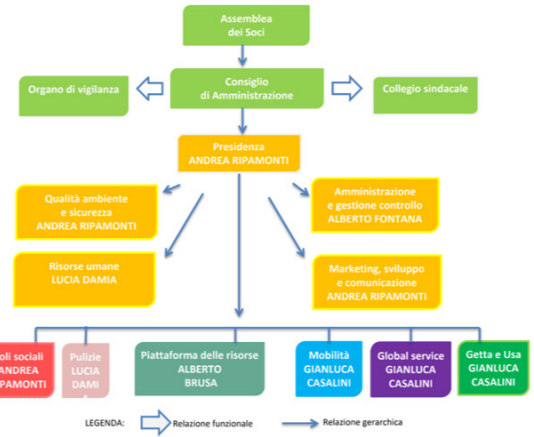 Assemblea
dei Soci
Organo di vigilanza
Consiglio
di Amministrazione
Collegio sindacale
Presidenza
ANDREA RIPAMONTI
Qualità ambiente
e sicurezza
ANDREA RIPAMONTI
Amministrazione
e gestione controllo
ALBERTO FONTANA
Risorse umane
LUCIA DAMIA
Marketing, sviluppo
e comunicazione
ANDREA RIPAMONTI
oli sociali
ANDREA
PAMONTI
Pulizie
LUCIA
DAMI
Piattaforma delle risorse
ALBERTO
BRUSA
Mobilità
GIANLUCA
CASALINI
Global service
GIANLUCA
CASALINI
Getta e Usa
GIANLUCA
CASALINI
LEGENDA: Relazione funzionale Relazione gerarchica